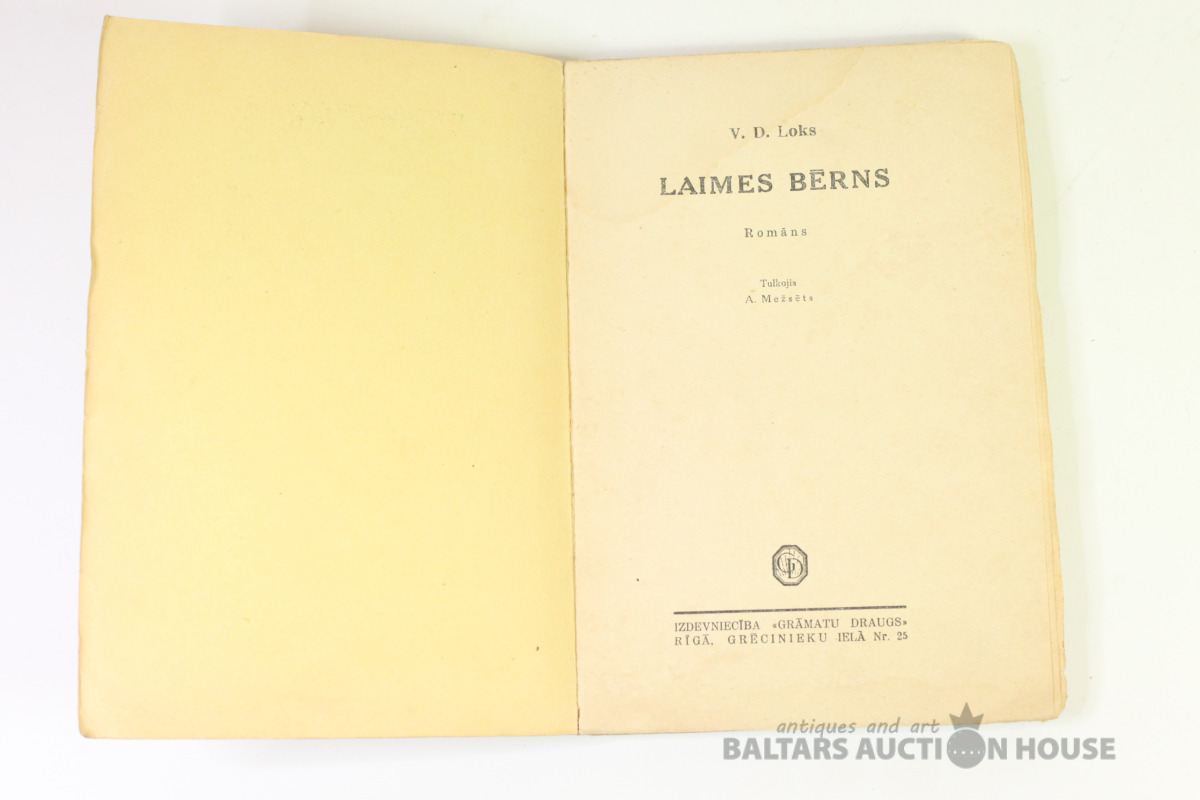 V. D. Loks
LAIMES BĒRNS
Romāns
Tulkojis
A. Mežsēts
GD
IZDEVNIECĪBA «GRĀMATU DRAUGS»
RĪGĀ, GRĒCINIEKU IELĀ Nr. 25
antiques and art
BALTARS AUCTION HOUSE